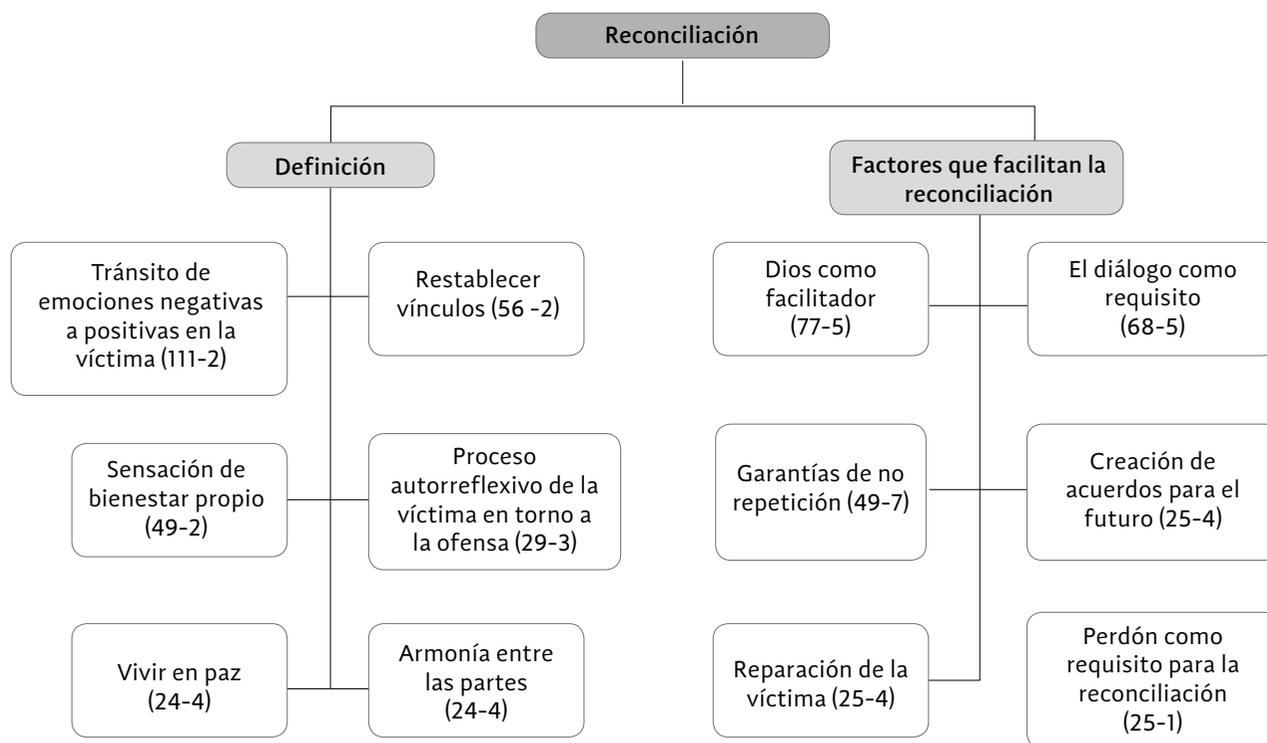 Reconciliación
Definición
Factores que facilitan la
reconciliación
Tránsito de
emociones negativas
a positivas en la
víctima (111-2)
Restablecer
vínculos (56 -2)
Dios como
facilitador
(77-5)
El diálogo como
requisito
(68-5)
Sensación de
bienestar propio
(49-2)
Proceso
autorreflexivo de la
víctima en torno a
la ofensa (29-3)
Garantías de no
repetición (49-7)
Creación de
acuerdos para el
futuro (25-4)
Vivir en paz
(24-4)
Armonía entre
las partes
(24-4)
Reparación de la
víctima (25-4)
Perdón como
requisito para la
reconciliación
(25-1)